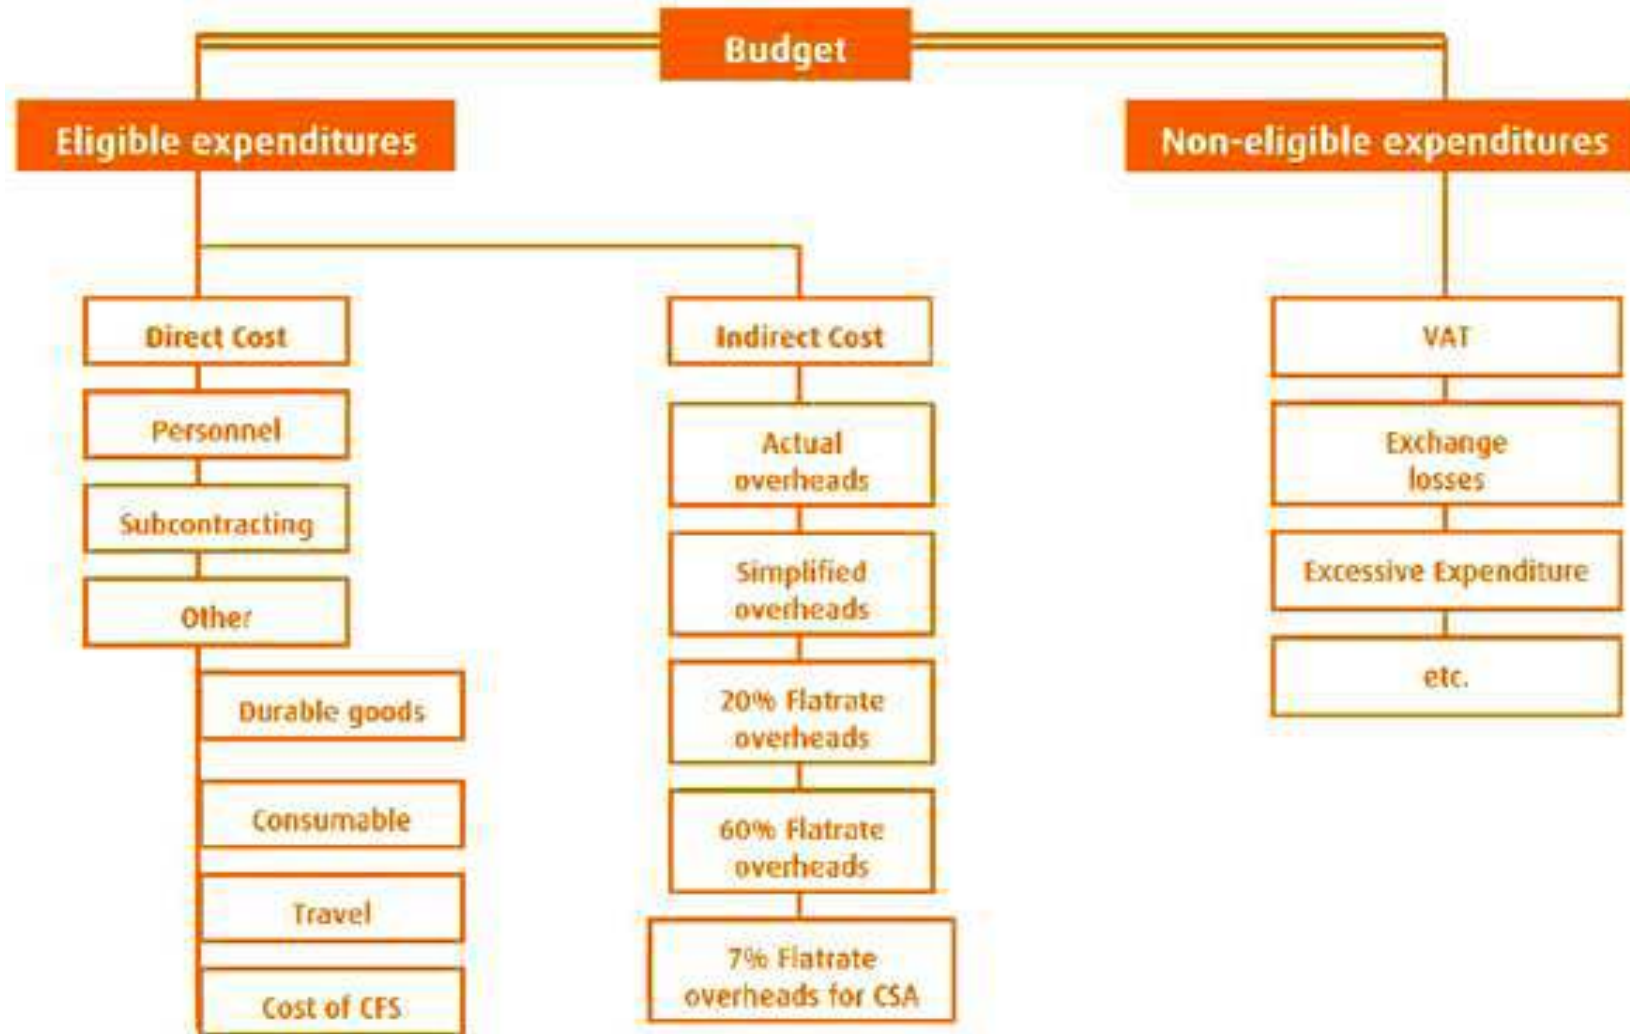 Budget
Eligible expenditures
Non-eligible expenditures
Direct Cost
Personnel
Subcontracting
Other
Durable goods
Consumable
Travel
Cost of CFS
Indirect Cost
Actual
overheads
Simplified
overheads
20% Flatrate
overheads
60% Flatrate
overheads
7% Flatrate
overheads for CSA
VAT
Exchange
losses
Excessive Expenditure
etc.